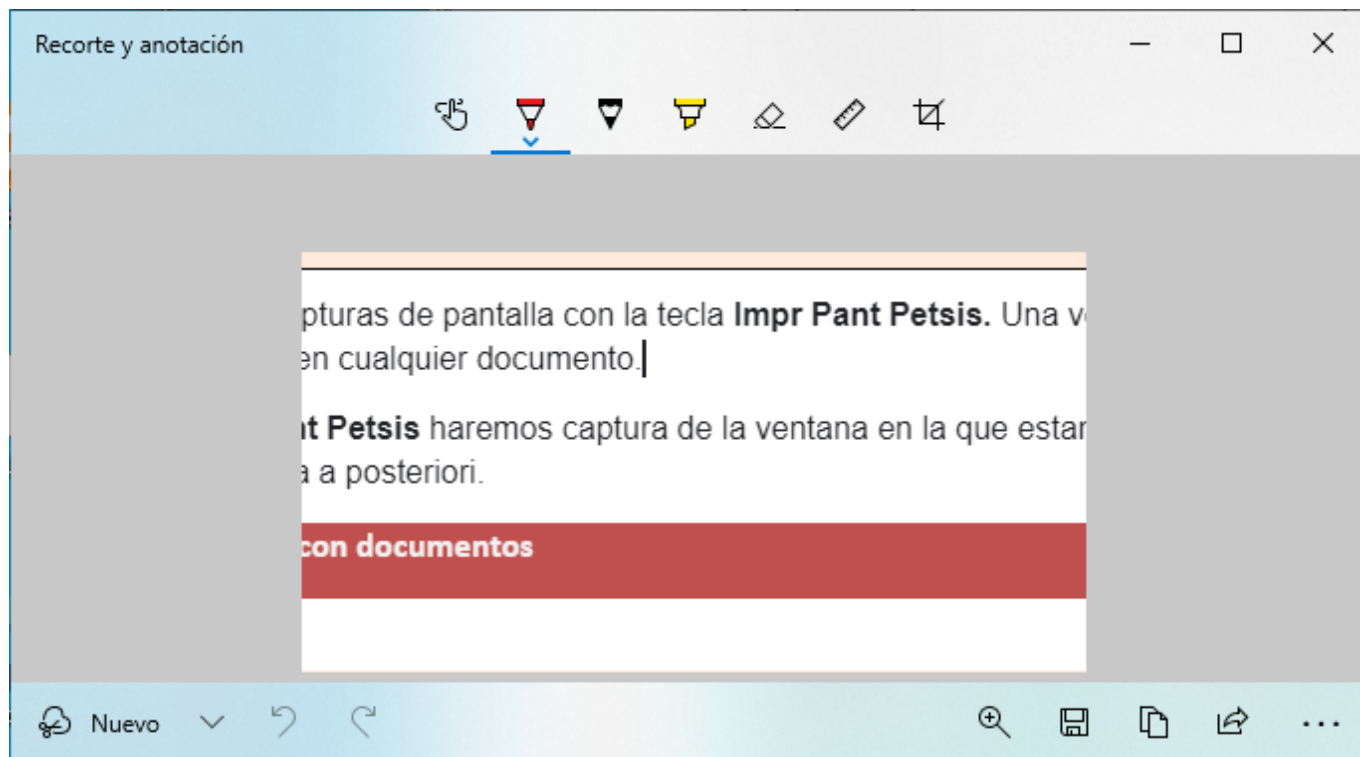 Recorte y anotación
pturas de pantalla con la tecla Impr Pant Petsis. Una v
en cualquier documento.
nt Petsis haremos captura de la ventana en la que estar
a a posteriori.
con documentos
Nuevo